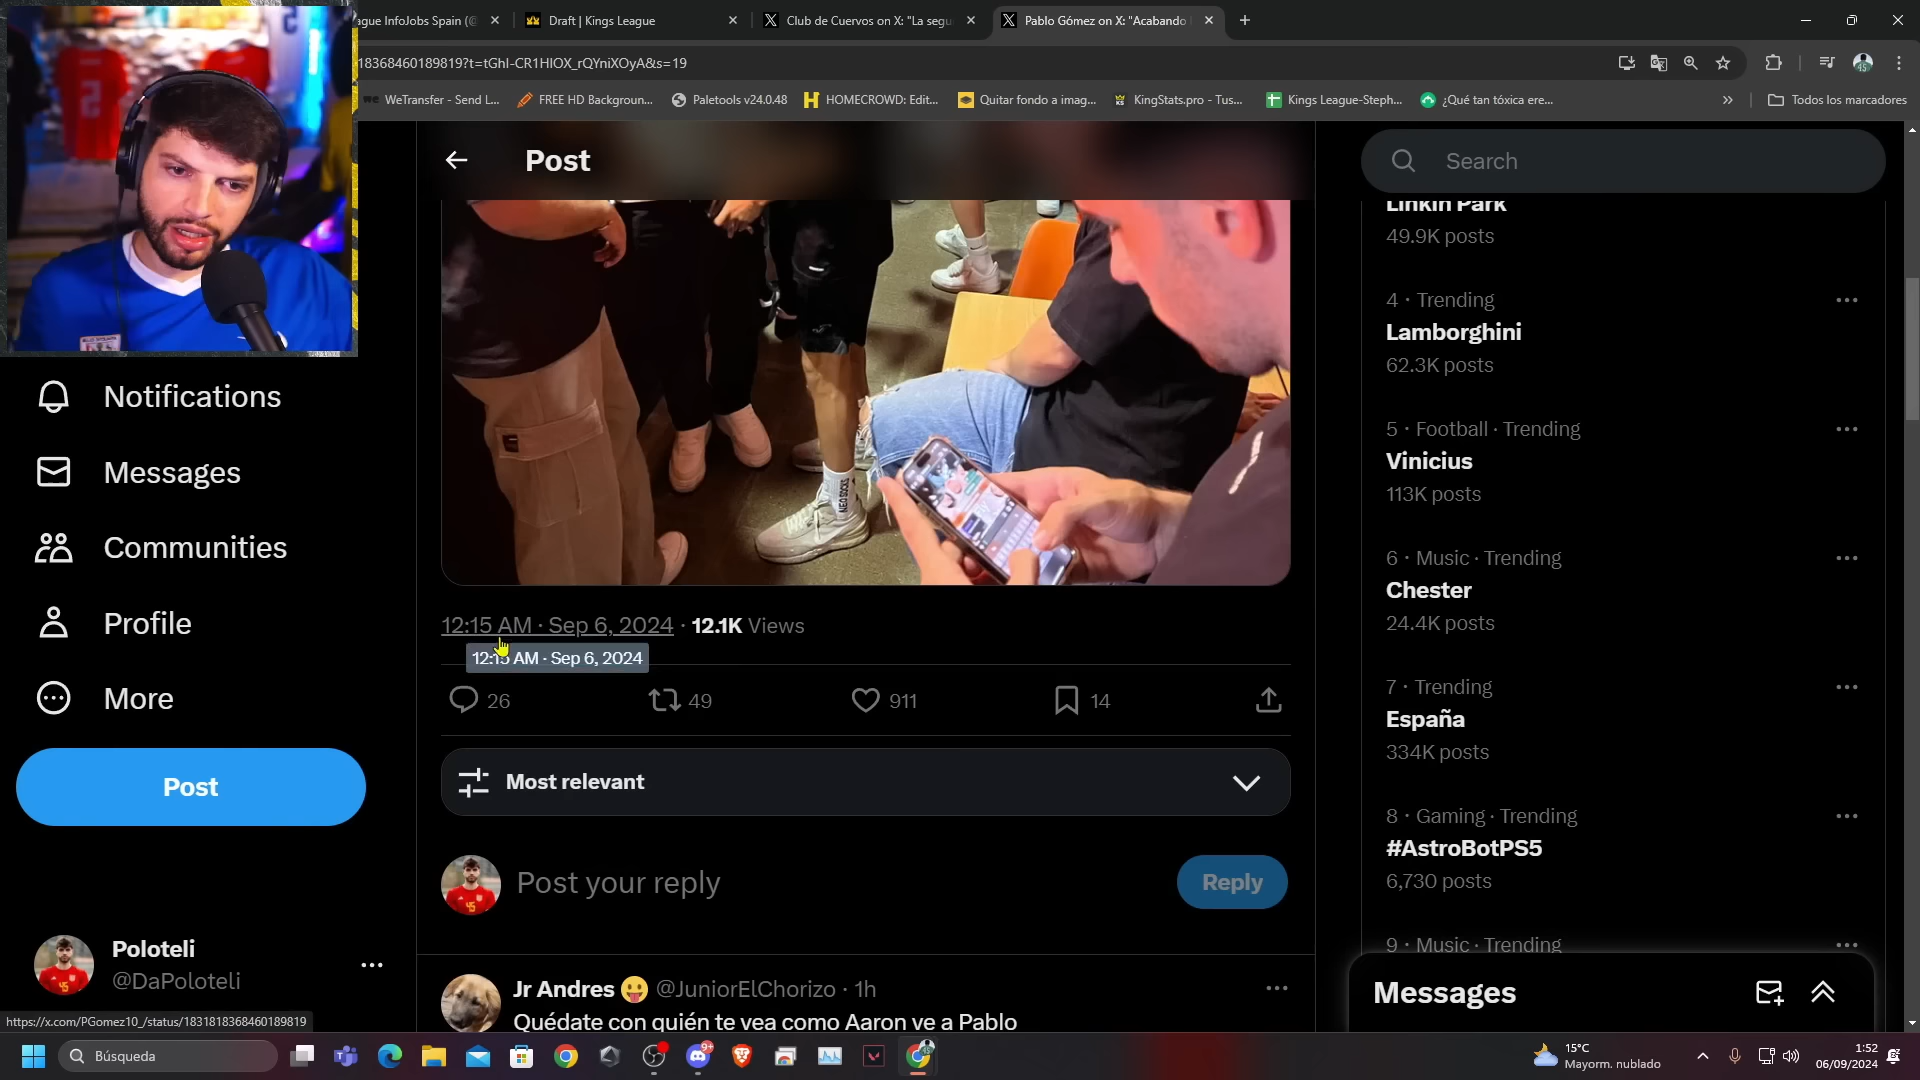 ague InfoJobs Spain (@
Draft | Kings League
Club de Cuervos on X: "La segu
Pablo Gómez on X: "Acabando
18368460189819?t=tGhI-CR1HlOX_rQYniXOyA&s=19
WeTransfer - Send L...
FREE HD Backgroun...
Paletools v24.0.48
HOMECROWD: Edit...
Quitar fondo a imag...
KingStats.pro - Tus...
Kings League-Steph...
¿Qué tan tóxica ere...
Todos los marcadores
Post
Search
Linkin Park
49.9K posts
4 · Trending
Lamborghini
62.3K posts
5 · Football · Trending
Vinicius
113K posts
6 · Music · Trending
Chester
24.4K posts
7 · Trending
España
334K posts
8 · Gaming · Trending
#AstroBotPS5
6,730 posts
9 · Music · Trending
Notifications
Messages
Communities
Profile
More
Post
NEO SOCKS
12:15 AM · Sep 6, 2024 · 12.1K Views
12:15 AM · Sep 6, 2024
26
49
911
14
Most relevant
Post your reply
Reply
Jr Andres 😛 @JuniorElChorizo · 1h
Quédate con quién te vea como Aaron ve a Pablo
Poloteli
@DaPoloteli
Messages
https://x.com/PGomez10_/status/1831818368460189819
Búsqueda
9+
15°C
Mayorm. nublado
1:52
06/09/2024